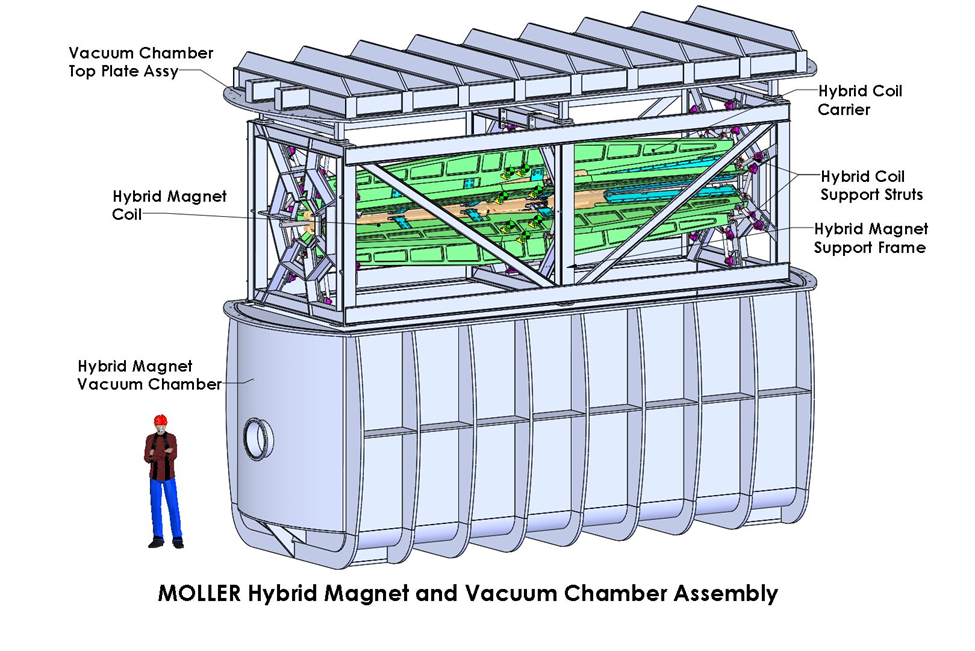 Vacuum Chamber
Top Plate Assy
Hybrid Coil
Carrier
Hybrid Magnet
Coil
Hybrid Coil
Support Struts
Hybrid Magnet
Support Frame
Hybrid Magnet
Vacuum Chamber
MOLLER Hybrid Magnet and Vacuum Chamber Assembly